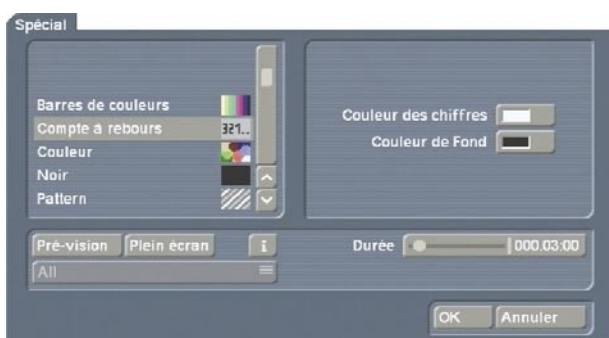 Spécial
Barres de couleurs
Compte à rebours
321..
Couleur
Noir
Pattern
Couleur des chiffres
Couleur de Fond
Pré-vision
Plein écran
i
Durée
000.03:00
All
OK
Annuler